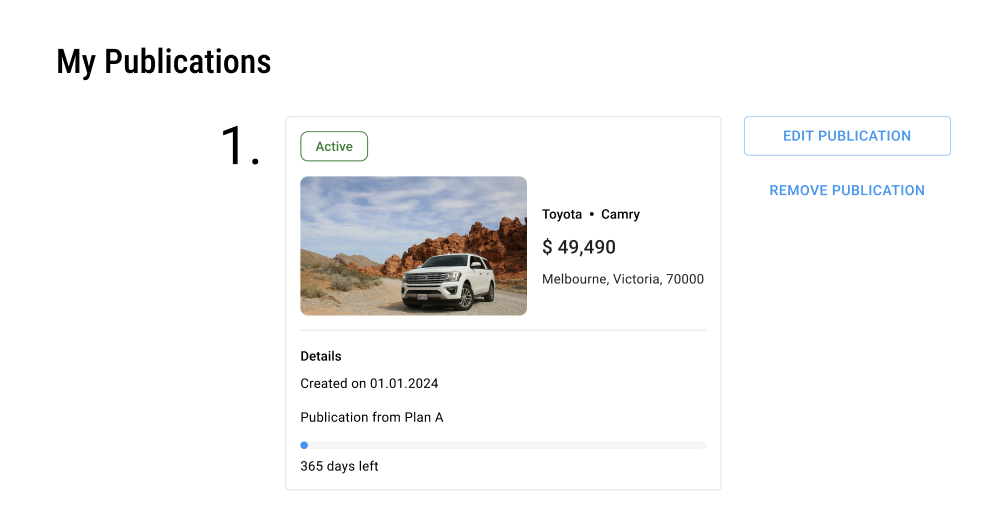 My Publications
1.
Active
Toyota • Camry
$ 49,490
Melbourne, Victoria, 70000
Details
Created on 01.01.2024
Publication from Plan A
365 days left
EDIT PUBLICATION
REMOVE PUBLICATION